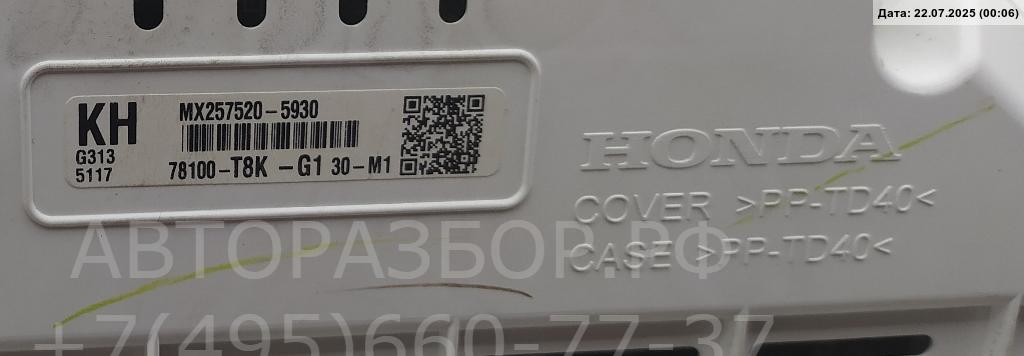 Дата: 22.07.2025 (00:06)
KH
G313
5117
MX257520-5930
78100-T8K -G1 30-M1
HONDA
COVER >PP-TD40<
CASE >PP-TD40<
АВТОРАЗБОР.РФ
+7(495)660-77-37